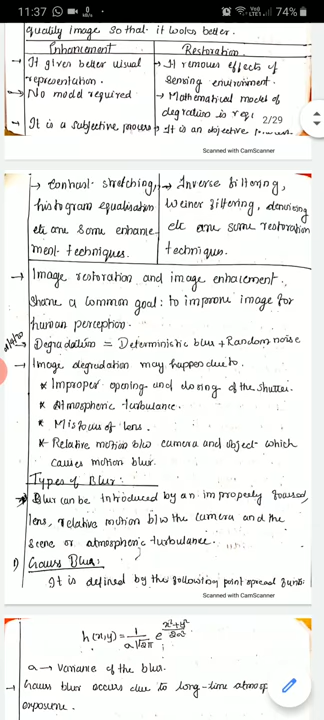 11:37
74%
quality image so that it looks better.
Enhancement Restoration
→ It gives better visual representation.
→ It removes effects of sensing environment.
→ No model required
→ Mathematical model of degradation is
2/29
→ It is a subjective process
→ It is an objective
Scanned with CamScanner
→ Contrast stretching, histogram equalisation etc are some enhancement techniques.
→ Inverse filtering, Weiner filtering, denoising etc are some restoration techniques.
→ Image restoration and image enhancement
share a common goal: to improve image for
human perception.
→ Degradation = Deterministic blur + Random noise
→ Image degradation may happen due to.
* Improper opening and closing of the shutter.
* Atmospheric turbulance.
* Misfocus of lens.
* Relative motion b/w camera and object which
causes motion blur.
Types of Blur:
→ Blur can be introduced by an improperly focused
lens, relative motion b/w the camera and the
scene or atmospheric turbulance.
1) Gauss Blur:
It is defined by the following point spread
Scanned with CamScanner
h(x,y) = 1/a√2π e x²+y²/2a²
a → variance of the blur.
→ Gauss blur occurs due to long-time
exposure.